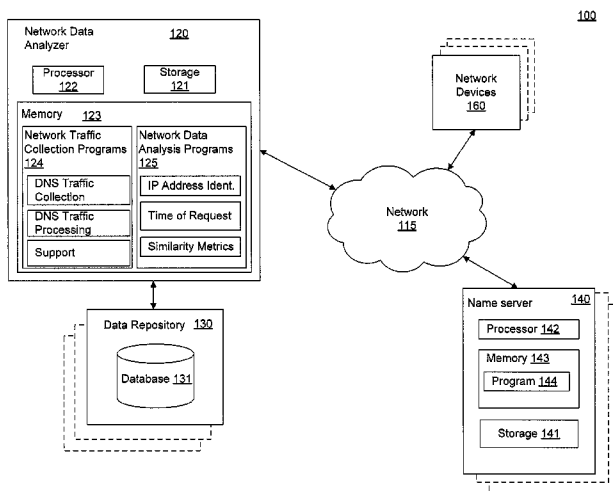 100
Network Data
Analyzer 120
Processor
122
Storage
121
Memory 123
Network Traffic
Collection Programs
124
DNS Traffic
Collection
DNS Traffic
Processing
Support
Network Data
Analysis Programs
125
IP Address Ident.
Time of Request
Similarity Metrics
Network
Devices
160
Network
115
Data Repository 130
Database 131
Name server 140
Processor 142
Memory 143
Program 144
Storage 141